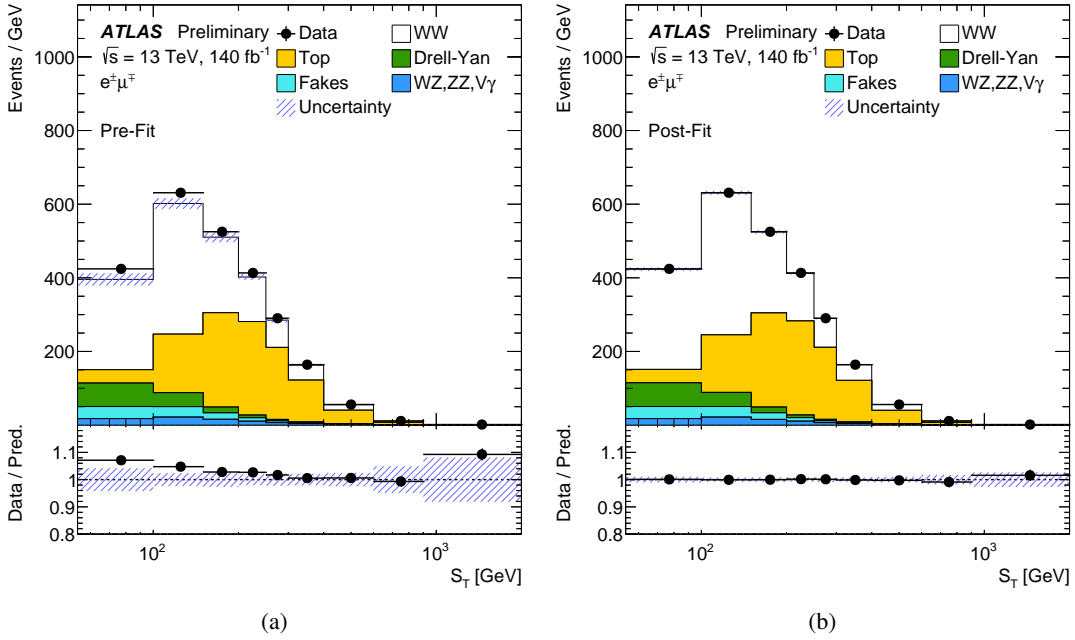 ATLAS Preliminary
√s = 13 TeV, 140 fb⁻¹
e±μ∓
Pre-Fit
Data
Top
Fakes
Uncertainty
WW
Drell-Yan
WZ,ZZ,Vγ
Events / GeV
1000
800
600
400
200
Data / Pred.
1.1
1
0.9
0.8
10²
10³
S_T [GeV]
(a)
ATLAS Preliminary
√s = 13 TeV, 140 fb⁻¹
e±μ∓
Post-Fit
Data
Top
Fakes
Uncertainty
WW
Drell-Yan
WZ,ZZ,Vγ
Events / GeV
1000
800
600
400
200
Data / Pred.
1.1
1
0.9
0.8
10²
10³
S_T [GeV]
(b)